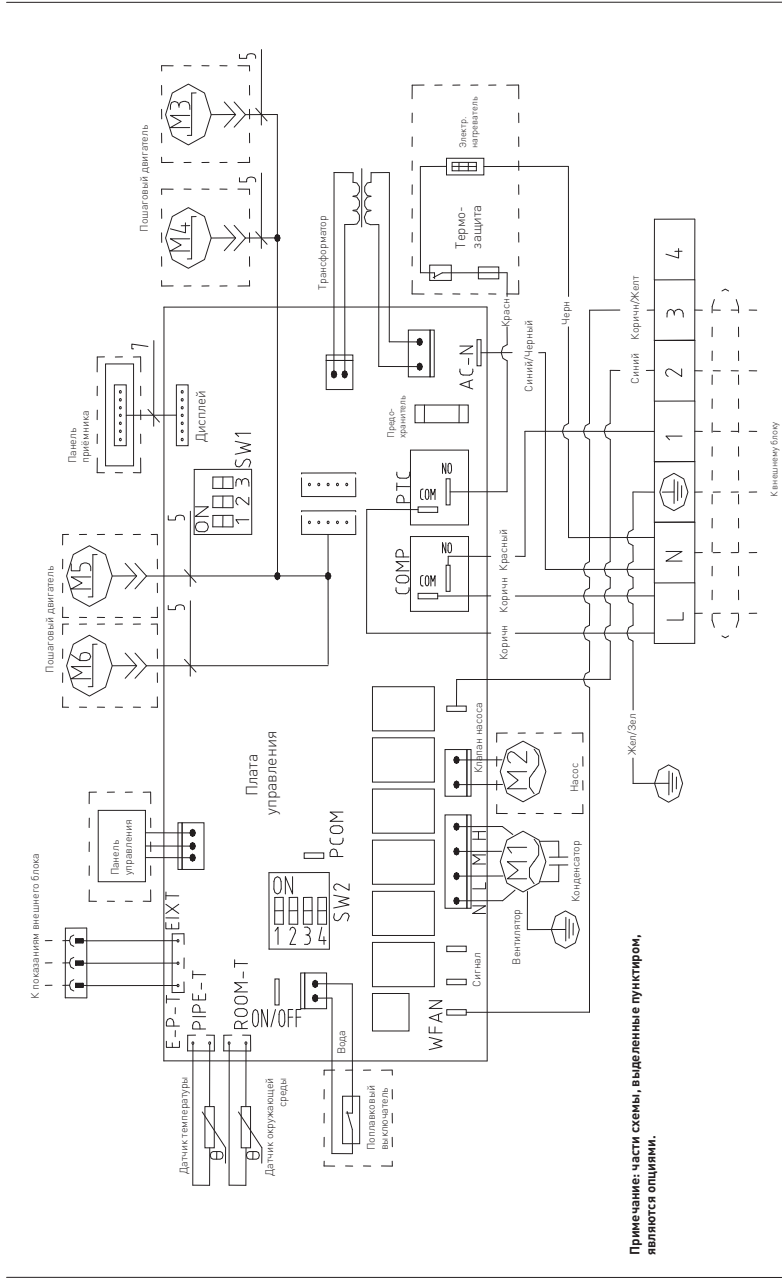 К показаниям внешнего блока
Панель
управления
Пошаговый двигатель
M6
M5
5
5
Панель
приёмника
7
Дисплей
Пошаговый двигатель
M4
M3
5
5
E-P-T
EIXT
PIPE-T
ROOM-T
ON/OFF
Датчик температуры
θ
Датчик окружающей
среды
θ
Поплавковый
выключатель
Вода
ON
1 2 3 4
SW2
PCOM
Плата
управления
ON
1 2 3
SW1
Трансформатор
Предо-
хранитель
AC-N
COMP
COM
NO
PTC
COM
NO
Термо-
защита
Электр.
нагреватель
WFAN
Сигнал
N L M H
Клапан насоса
M1
Вентилятор
Конденсатор
M2
Насос
Жел/Зел
Коричн
Коричн
Красный
Синий/Черный
Красн
Черн
Синий
Коричн/Желт
L
N
1
2
3
4
К внешнему блоку
Примечание: части схемы, выделенные пунктиром,
являются опциями.